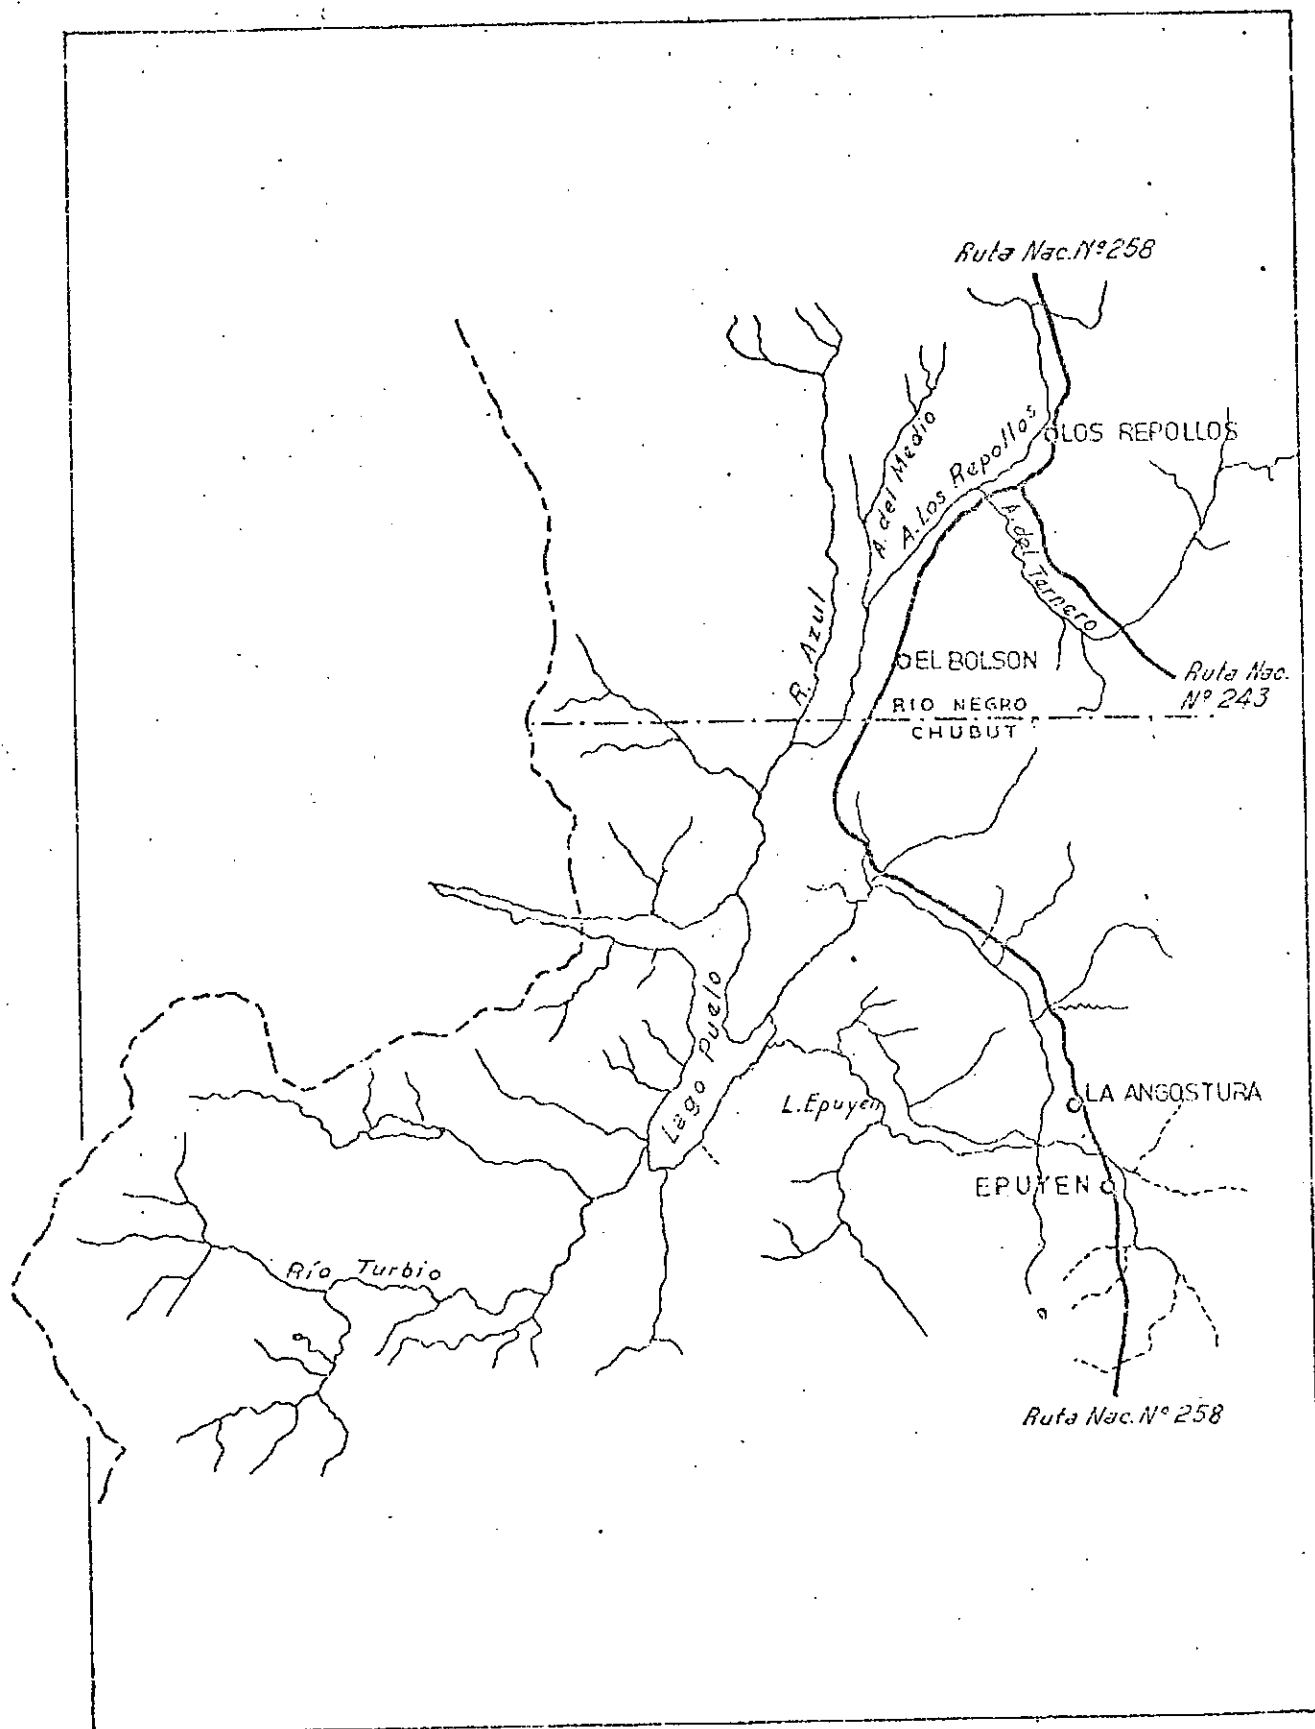 Ruta Nac. Nº 258
LOS REPOLLOS
A. del Medio
A. Los Repollos
A. del Ternero
R. Azul
EL BOLSON
Ruta Nac.
Nº 243
RIO NEGRO
CHUBUT
Lago Puelo
L. Epuyen
LA ANGOSTURA
EPUYEN
Río Turbio
Ruta Nac. Nº 258